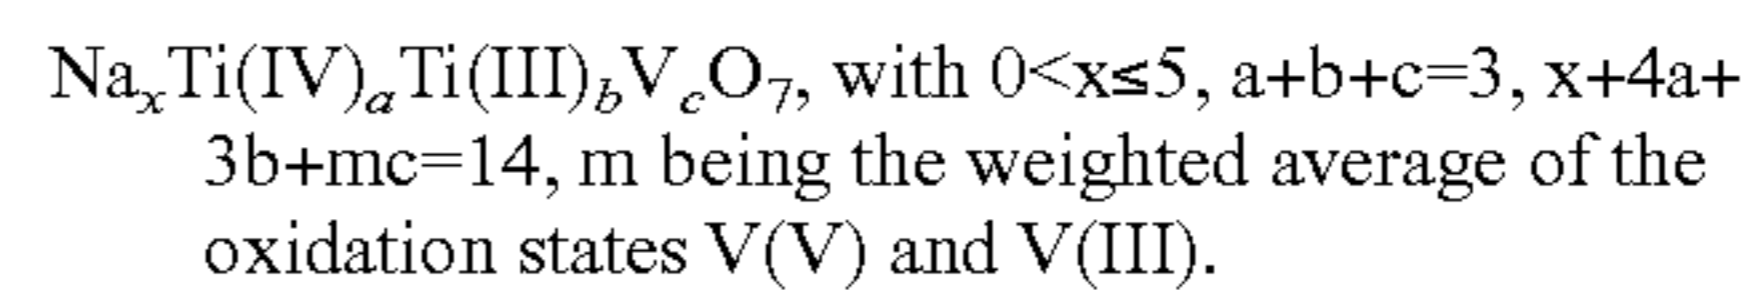 NaₓTi(IV)ₐTi(III)_bV_cO₇, with 0<x≤5, a+b+c=3, x+4a+
3b+mc=14, m being the weighted average of the
oxidation states V(V) and V(III).